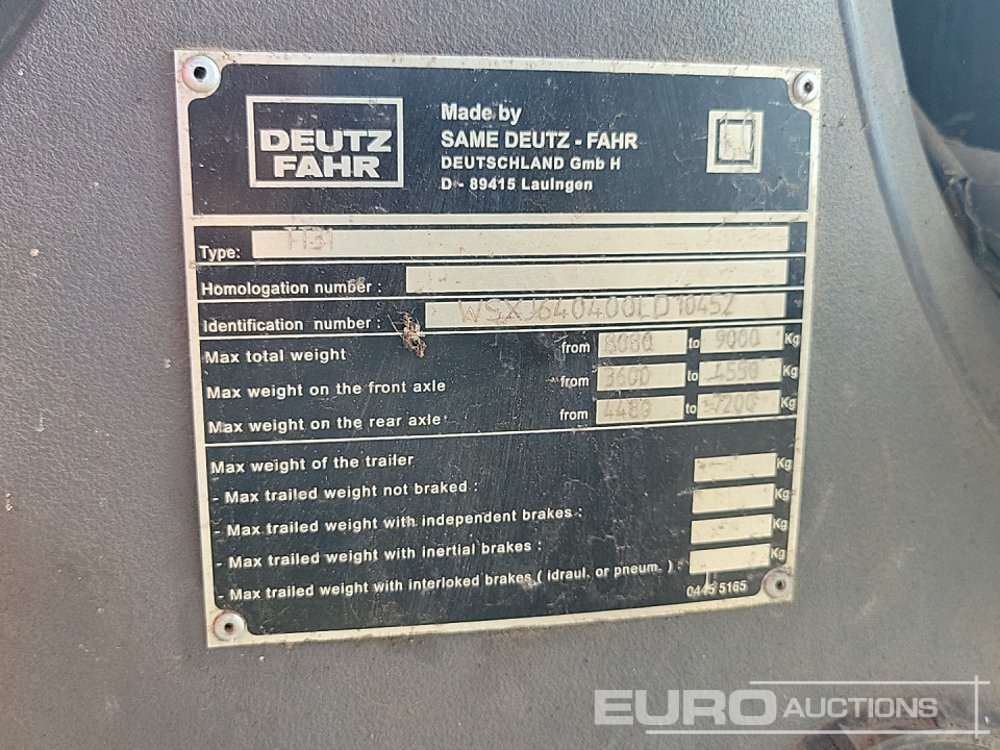 DEUTZ
FAHR
Made by
SAME DEUTZ - FAHR
DEUTSCHLAND Gmb H
D - 89415 Lauingen
Type: TTBI
Homologation number :
Identification number : WSXJ640400LD10452
Max total weight from 8080 to 9000 Kg
Max weight on the front axle from 3600 to 4550 Kg
Max weight on the rear axle from 4480 to 7200 Kg
Max weight of the trailer
- Max trailed weight not braked : Kg
- Max trailed weight with independent brakes : Kg
- Max trailed weight with inertial brakes : Kg
- Max trailed weight with interloked brakes ( idraul. or pneum. ) : Kg
0445 5165
EURO AUCTIONS